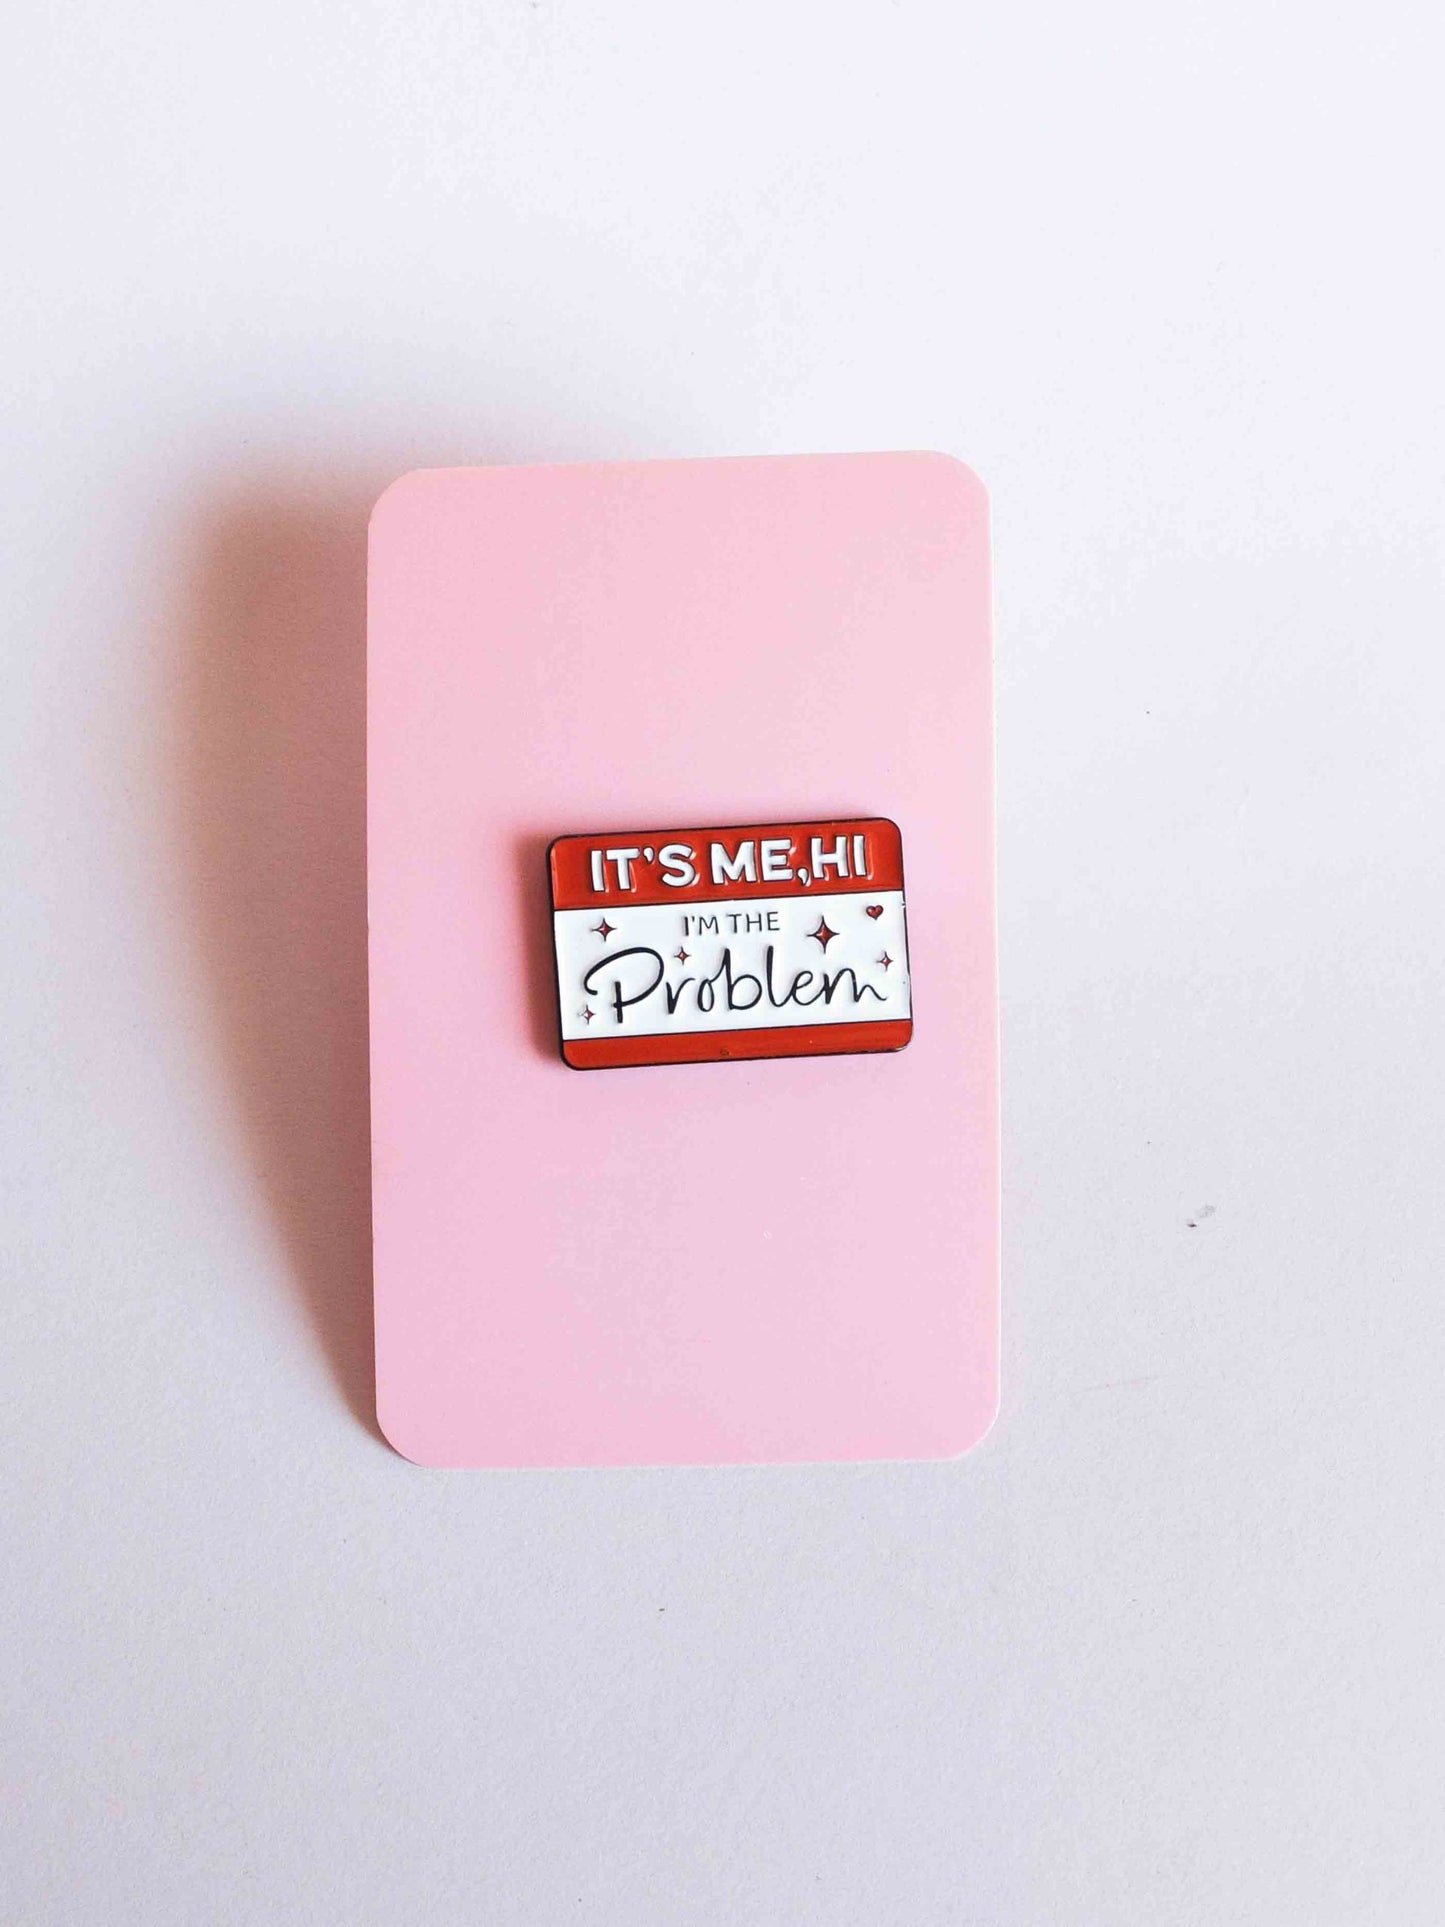 IT'S ME,HI
I'M THE
Problem